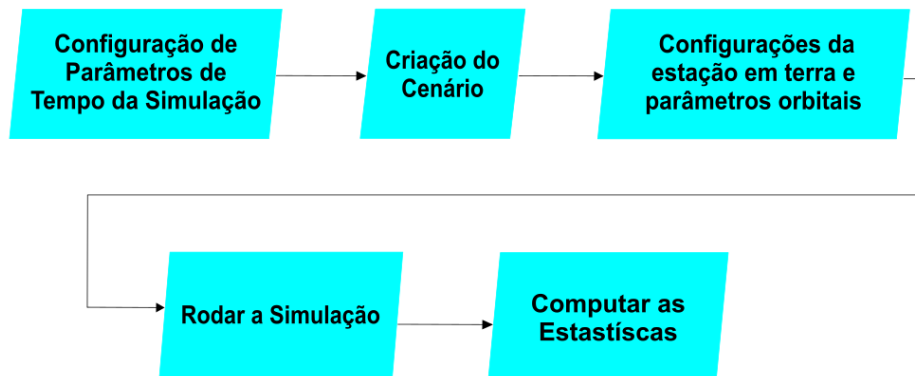 Configuração de
Parâmetros de
Tempo da Simulação
Criação do
Cenário
Configurações da
estação em terra e
parâmetros orbitais
Rodar a Simulação
Computar as
Estastíscas